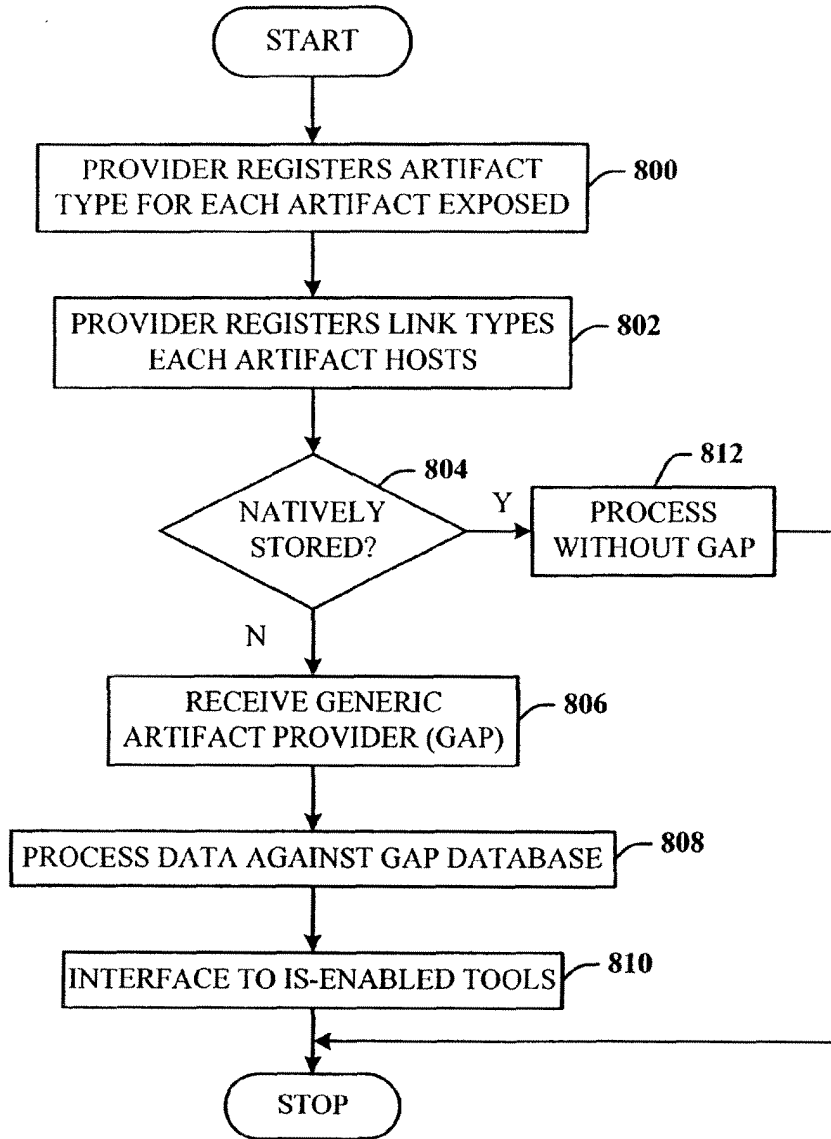 START
PROVIDER REGISTERS ARTIFACT
TYPE FOR EACH ARTIFACT EXPOSED
800
PROVIDER REGISTERS LINK TYPES
EACH ARTIFACT HOSTS
802
NATIVELY
STORED?
804
Y
812
PROCESS
WITHOUT GAP
N
RECEIVE GENERIC
ARTIFACT PROVIDER (GAP)
806
PROCESS DATA AGAINST GAP DATABASE
808
INTERFACE TO IS-ENABLED TOOLS
810
STOP